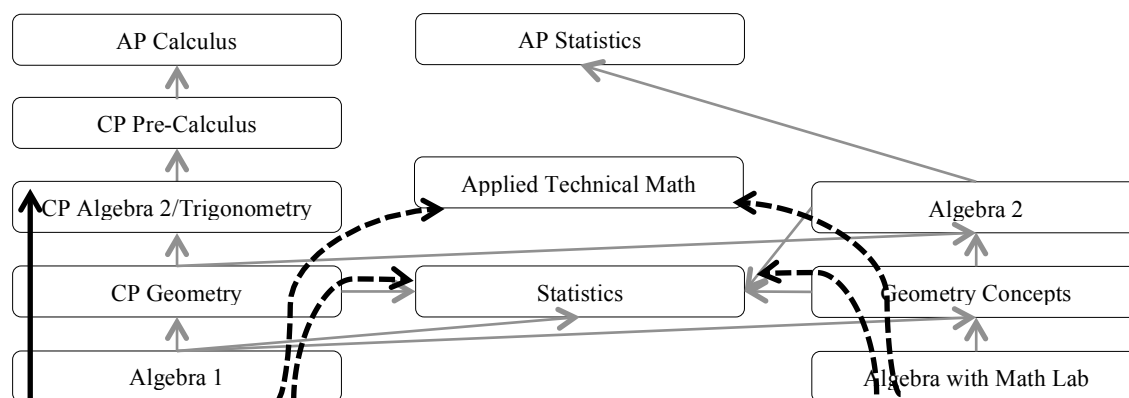 AP Calculus
AP Statistics
CP Pre-Calculus
Applied Technical Math
CP Algebra 2/Trigonometry
Algebra 2
CP Geometry
Statistics
Geometry Concepts
Algebra 1
Algebra with Math Lab